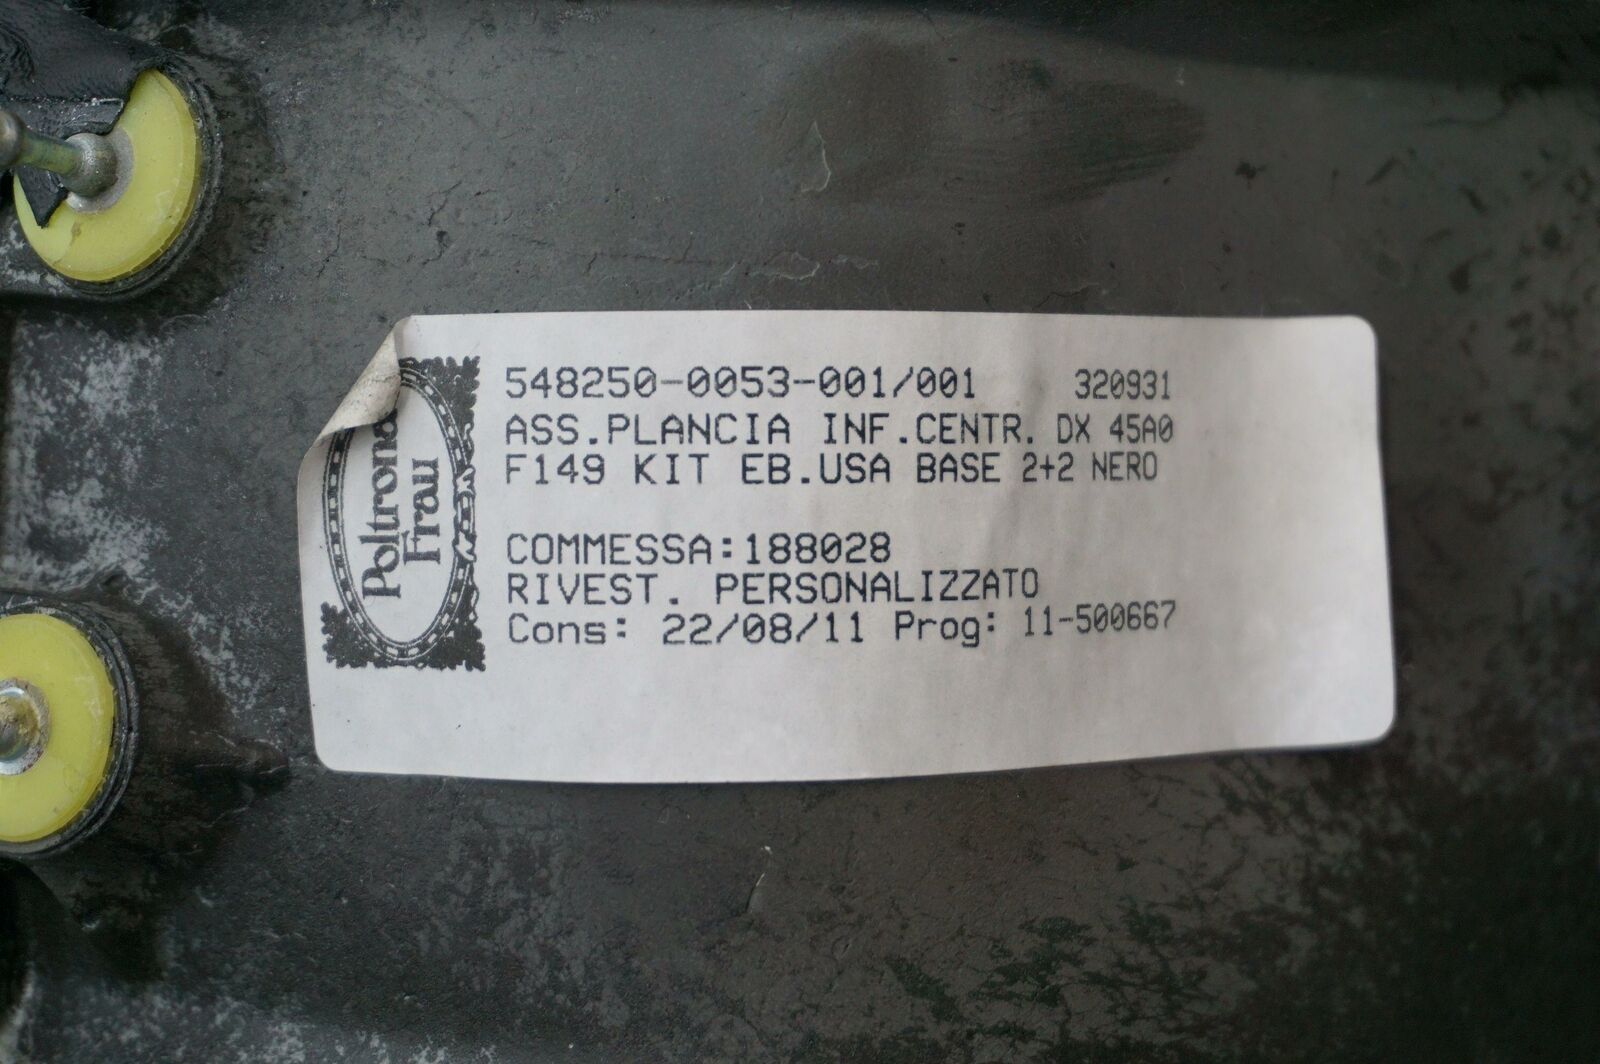 548250-0053-001/001 320931
ASS.PLANCIA INF.CENTR. DX 45A0
F149 KIT EB.USA BASE 2+2 NERO
COMMESSA:188028
RIVEST. PERSONALIZZATO
Cons: 22/08/11 Prog: 11-500667
Poltrona
Frau